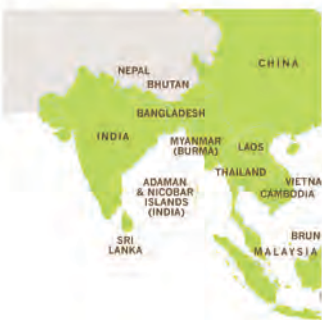 CHINA
NEPAL
BHUTAN
BANGLADESH
INDIA
MYANMAR
(BURMA)
LAOS
THAILAND
VIETNA
CAMBODIA
ADAMAN
& NICOBAR
ISLANDS
(INDIA)
SRI
LANKA
BRUN
MALAYSIA